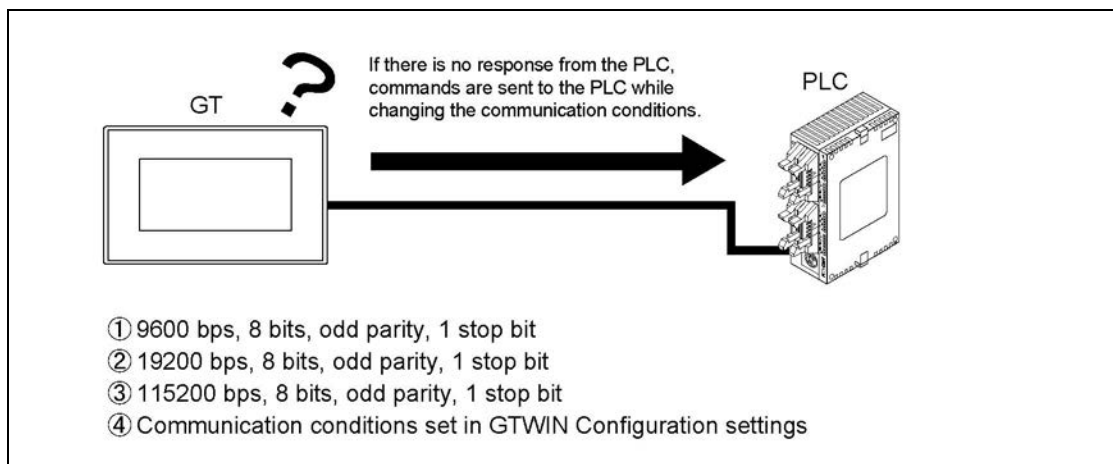 If there is no response from the PLC,
commands are sent to the PLC while
changing the communication conditions.
GT
PLC
① 9600 bps, 8 bits, odd parity, 1 stop bit
② 19200 bps, 8 bits, odd parity, 1 stop bit
③ 115200 bps, 8 bits, odd parity, 1 stop bit
④ Communication conditions set in GTWIN Configuration settings